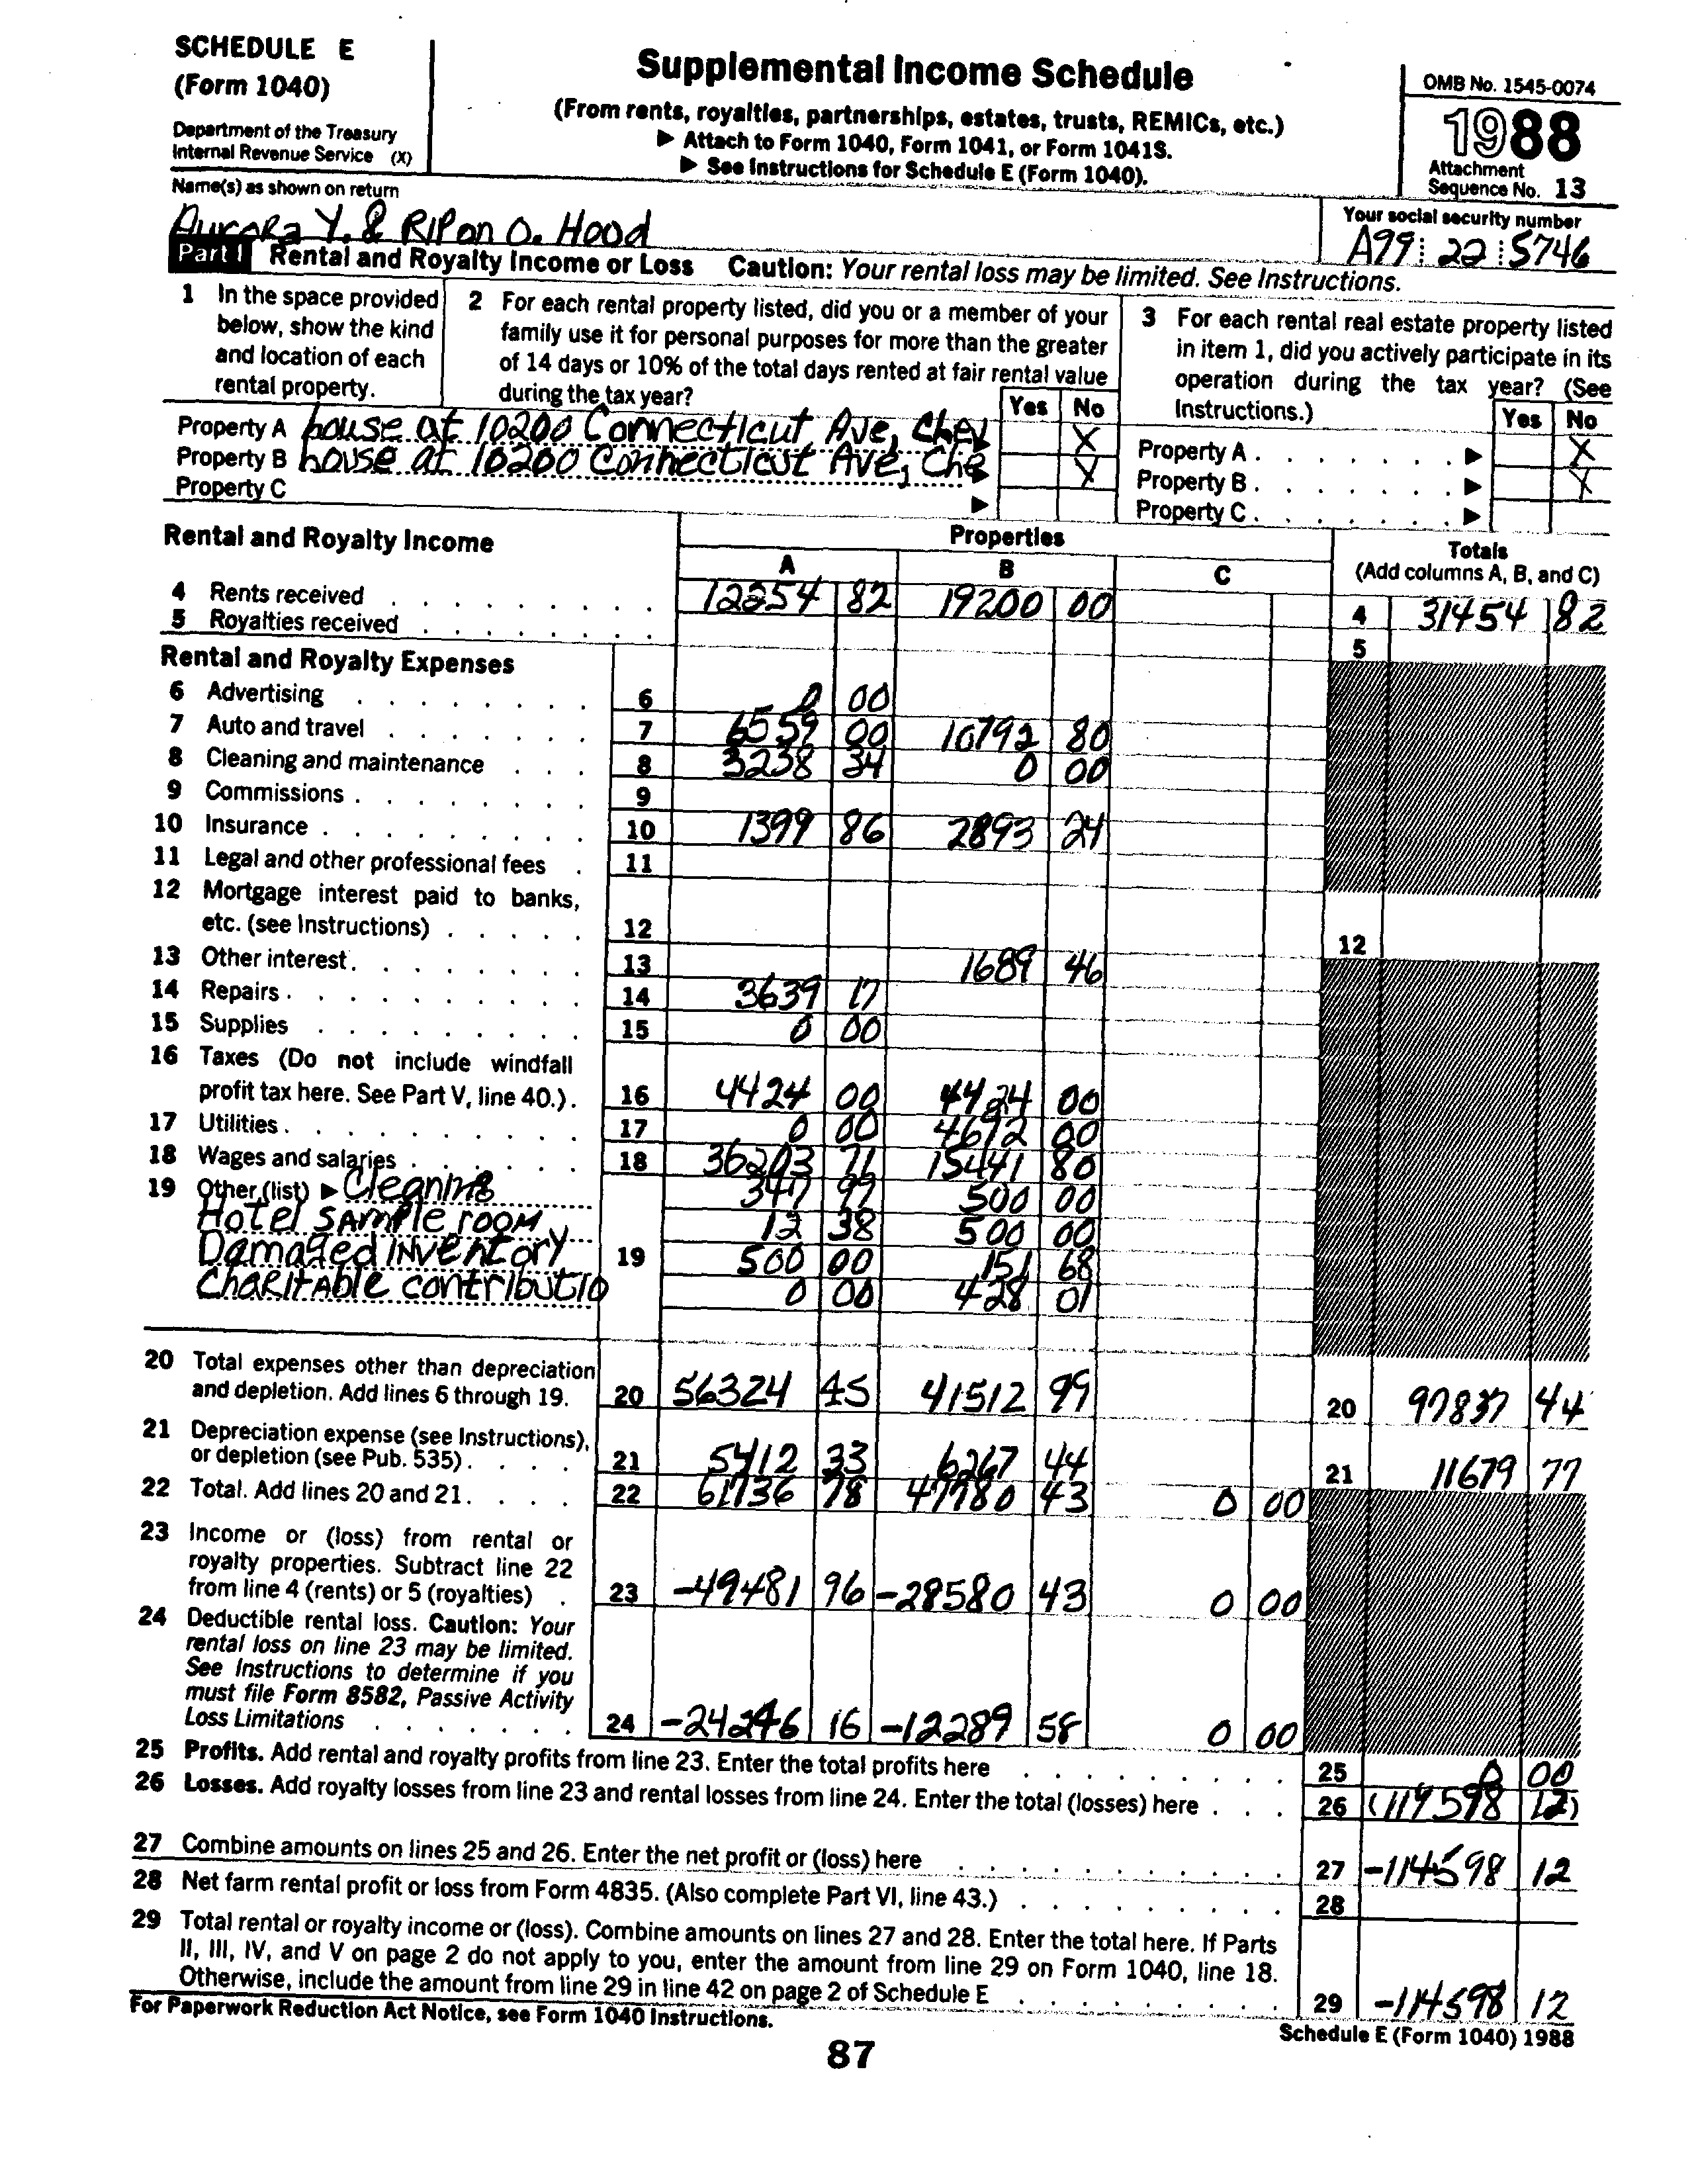 SCHEDULE E
(Form 1040)
Department of the Treasury
Internal Revenue Service (X)
Supplemental Income Schedule
(From rents, royalties, partnerships, estates, trusts, REMICs, etc.)
▶ Attach to Form 1040, Form 1041, or Form 1041S.
▶ See Instructions for Schedule E (Form 1040).
OMB No. 1545-0074
1988
Attachment
Sequence No. 13
Name(s) as shown on return
Aurora Y. & Ripon O. Hood
Your social security number
A99 22 5746
Part I Rental and Royalty Income or Loss Caution: Your rental loss may be limited. See Instructions.
1 In the space provided
below, show the kind
and location of each
rental property.
2 For each rental property listed, did you or a member of your
family use it for personal purposes for more than the greater
of 14 days or 10% of the total days rented at fair rental value
during the tax year?
Yes No
3 For each rental real estate property listed
in item 1, did you actively participate in its
operation during the tax year? (See
Instructions.)
Yes No
Property A house at 10200 Connecticut Ave, Chev ▶ X
Property B house at 10200 Connecticut Ave, Che ▶ X
Property C ▶
Property A . . . . . . . ▶ X
Property B . . . . . . . ▶ X
Property C . . . . . . . ▶
Rental and Royalty Income
Properties
A B C
Totals
(Add columns A, B, and C)
4 Rents received 12254 82 19200 00 4 31454 82
5 Royalties received 5
Rental and Royalty Expenses
6 Advertising 6 0 00
7 Auto and travel 7 6559 00 10792 80
8 Cleaning and maintenance 8 3238 34 0 00
9 Commissions 9
10 Insurance 10 1399 86 2893 24
11 Legal and other professional fees 11
12 Mortgage interest paid to banks,
etc. (see Instructions) 12 12
13 Other interest 13 1689 46
14 Repairs 14 3639 17
15 Supplies 15 0 00
16 Taxes (Do not include windfall
profit tax here. See Part V, line 40.) 16 4424 00 4424 00
17 Utilities 17 0 00 4692 00
18 Wages and salaries 18 36203 71 15441 80
19 Other (list) ▶ Cleaning 347 97 500 00
Hotel sample room 12 38 500 00
Damaged inventory 19 500 00 151 68
Charitable contributio 0 00 428 01
20 Total expenses other than depreciation
and depletion. Add lines 6 through 19. 20 56324 45 41512 99 20 97837 44
21 Depreciation expense (see Instructions),
or depletion (see Pub. 535) 21 5412 33 6267 44 21 11679 77
22 Total. Add lines 20 and 21 22 61736 78 47780 43 0 00
23 Income or (loss) from rental or
royalty properties. Subtract line 22
from line 4 (rents) or 5 (royalties) 23 -49481 96 -28580 43 0 00
24 Deductible rental loss. Caution: Your
rental loss on line 23 may be limited.
See Instructions to determine if you
must file Form 8582, Passive Activity
Loss Limitations 24 -24246 16 -12289 58 0 00
25 Profits. Add rental and royalty profits from line 23. Enter the total profits here 25 0 00
26 Losses. Add royalty losses from line 23 and rental losses from line 24. Enter the total (losses) here 26 (114598 12)
27 Combine amounts on lines 25 and 26. Enter the net profit or (loss) here 27 -114598 12
28 Net farm rental profit or loss from Form 4835. (Also complete Part VI, line 43.) 28
29 Total rental or royalty income or (loss). Combine amounts on lines 27 and 28. Enter the total here. If Parts
II, III, IV, and V on page 2 do not apply to you, enter the amount from line 29 on Form 1040, line 18.
Otherwise, include the amount from line 29 in line 42 on page 2 of Schedule E 29 -114598 12
For Paperwork Reduction Act Notice, see Form 1040 Instructions.
Schedule E (Form 1040) 1988
87